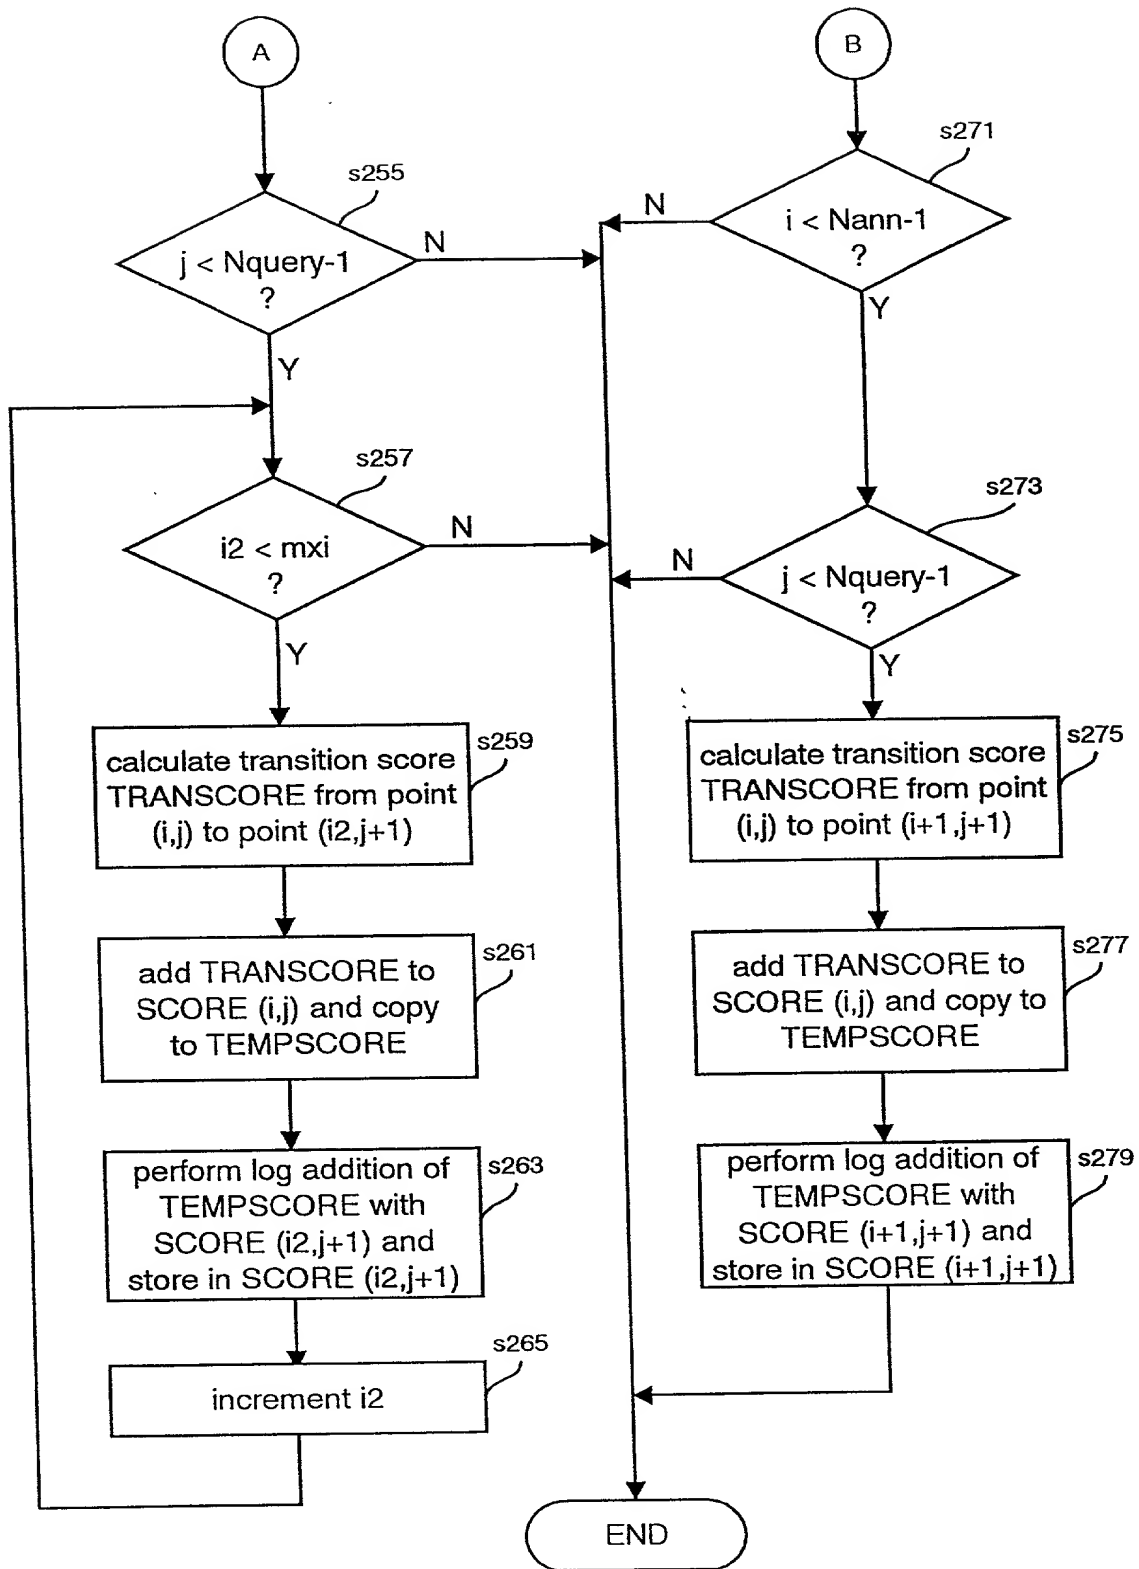 A
s255
j < Nquery-1
?
N
Y
s257
i2 < mxi
?
N
Y
s259
calculate transition score
TRANSCORE from point
(i,j) to point (i2,j+1)
s261
add TRANSCORE to
SCORE (i,j) and copy
to TEMPSCORE
s263
perform log addition of
TEMPSCORE with
SCORE (i2,j+1) and
store in SCORE (i2,j+1)
s265
increment i2
B
s271
i < Nann-1
?
N
Y
s273
j < Nquery-1
?
N
Y
s275
calculate transition score
TRANSCORE from point
(i,j) to point (i+1,j+1)
s277
add TRANSCORE to
SCORE (i,j) and copy to
TEMPSCORE
s279
perform log addition of
TEMPSCORE with
SCORE (i+1,j+1) and
store in SCORE (i+1,j+1)
END